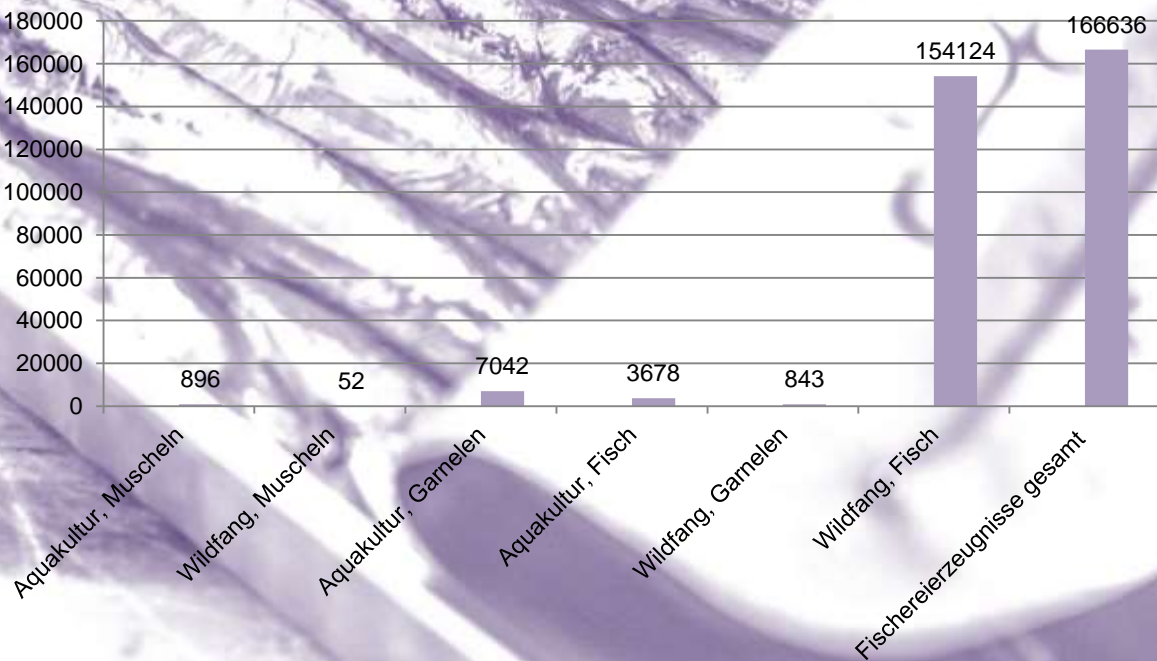 180000
160000
140000
120000
100000
80000
60000
40000
20000
0
896
52
7042
3678
843
154124
166636
Aquakultur, Muscheln
Wildfang, Muscheln
Aquakultur, Garnelen
Aquakultur, Fisch
Wildfang, Garnelen
Wildfang, Fisch
Fischereierzeugnisse gesamt